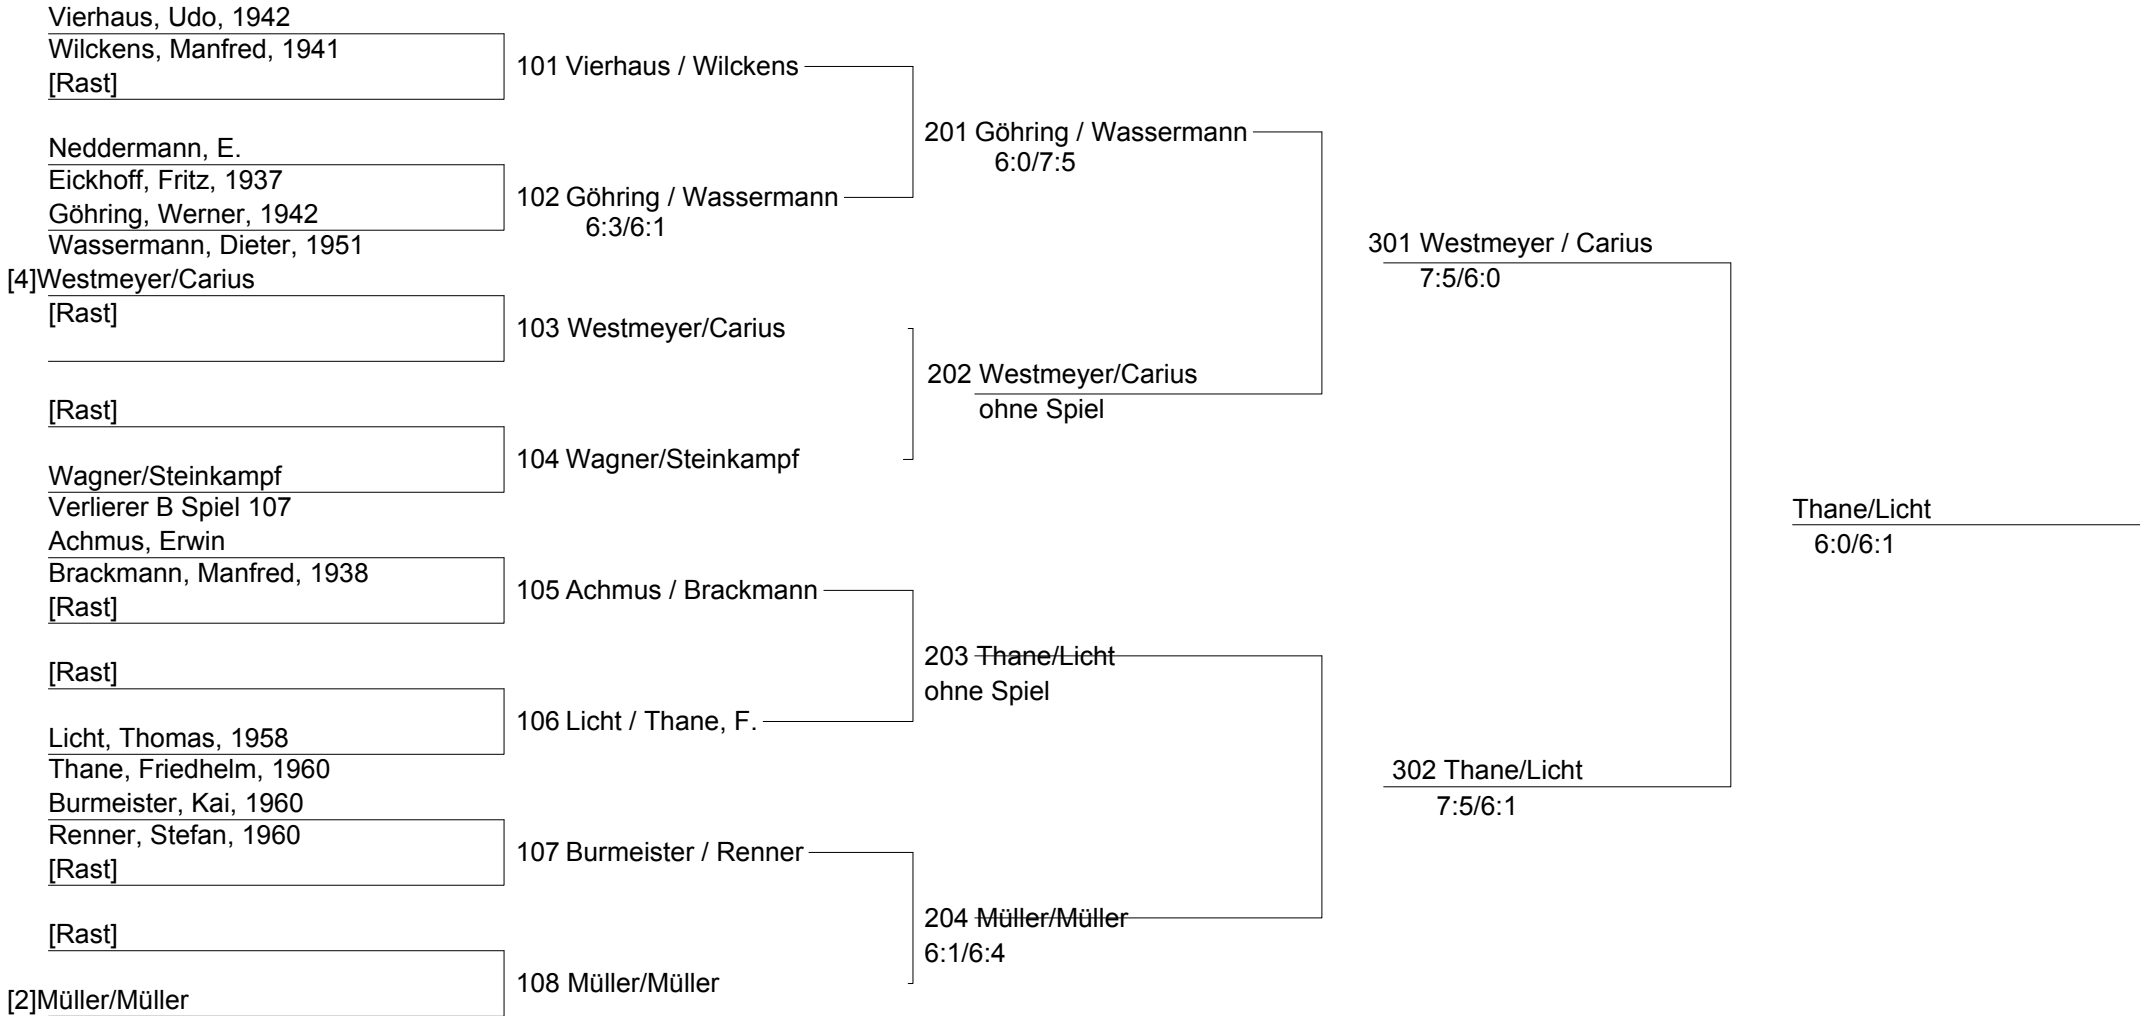 Vierhaus, Udo, 1942
Wilckens, Manfred, 1941
[Rast]
101 Vierhaus / Wilckens
Neddermann, E.
Eickhoff, Fritz, 1937
Göhring, Werner, 1942
Wassermann, Dieter, 1951
102 Göhring / Wassermann
6:3/6:1
201 Göhring / Wassermann
6:0/7:5
[4]Westmeyer/Carius
[Rast]
103 Westmeyer/Carius
[Rast]
Wagner/Steinkampf
Verlierer B Spiel 107
104 Wagner/Steinkampf
202 Westmeyer/Carius
ohne Spiel
301 Westmeyer / Carius
7:5/6:0
Achmus, Erwin
Brackmann, Manfred, 1938
[Rast]
105 Achmus / Brackmann
[Rast]
Licht, Thomas, 1958
Thane, Friedhelm, 1960
106 Licht / Thane, F.
203 Thane/Licht
ohne Spiel
Burmeister, Kai, 1960
Renner, Stefan, 1960
[Rast]
107 Burmeister / Renner
[Rast]
[2]Müller/Müller
108 Müller/Müller
204 Müller/Müller
6:1/6:4
302 Thane/Licht
7:5/6:1
Thane/Licht
6:0/6:1